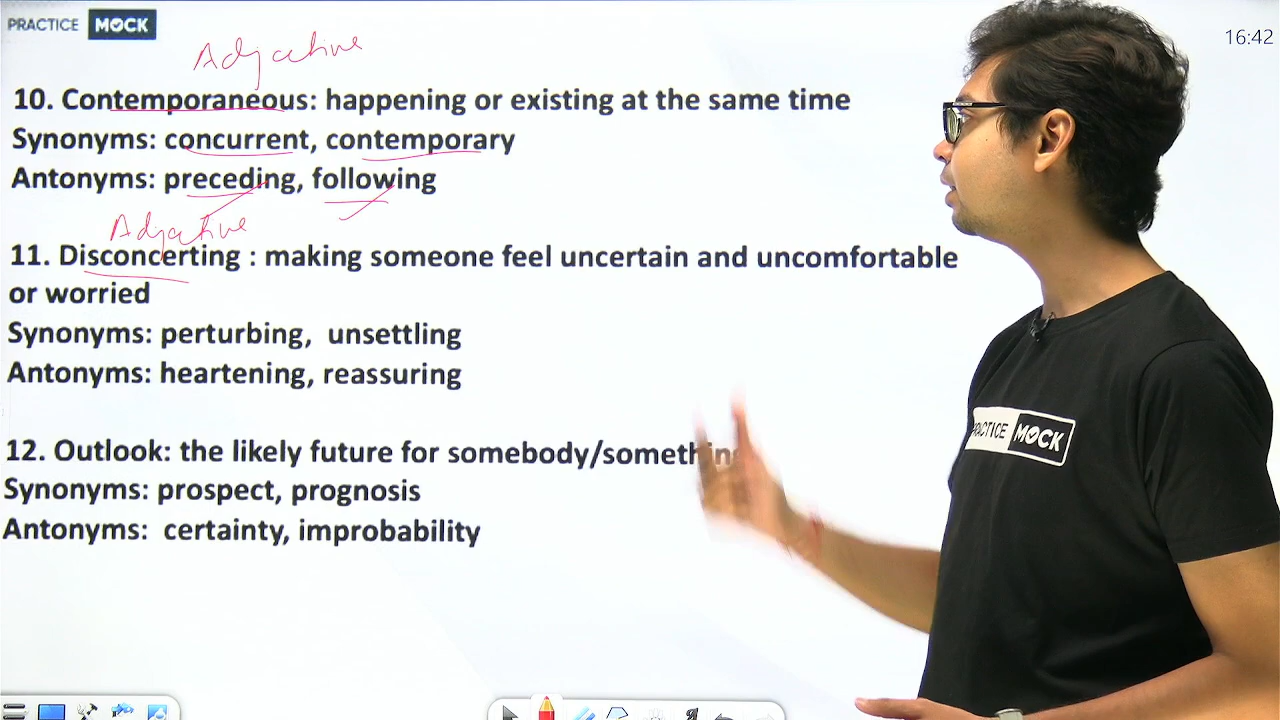 PRACTICE MOCK
16:42
Adjective
10. Contemporaneous: happening or existing at the same time
Synonyms: concurrent, contemporary
Antonyms: preceding, following
Adjective
11. Disconcerting : making someone feel uncertain and uncomfortable
or worried
Synonyms: perturbing, unsettling
Antonyms: heartening, reassuring
12. Outlook: the likely future for somebody/something
Synonyms: prospect, prognosis
Antonyms: certainty, improbability
PRACTICE MOCK